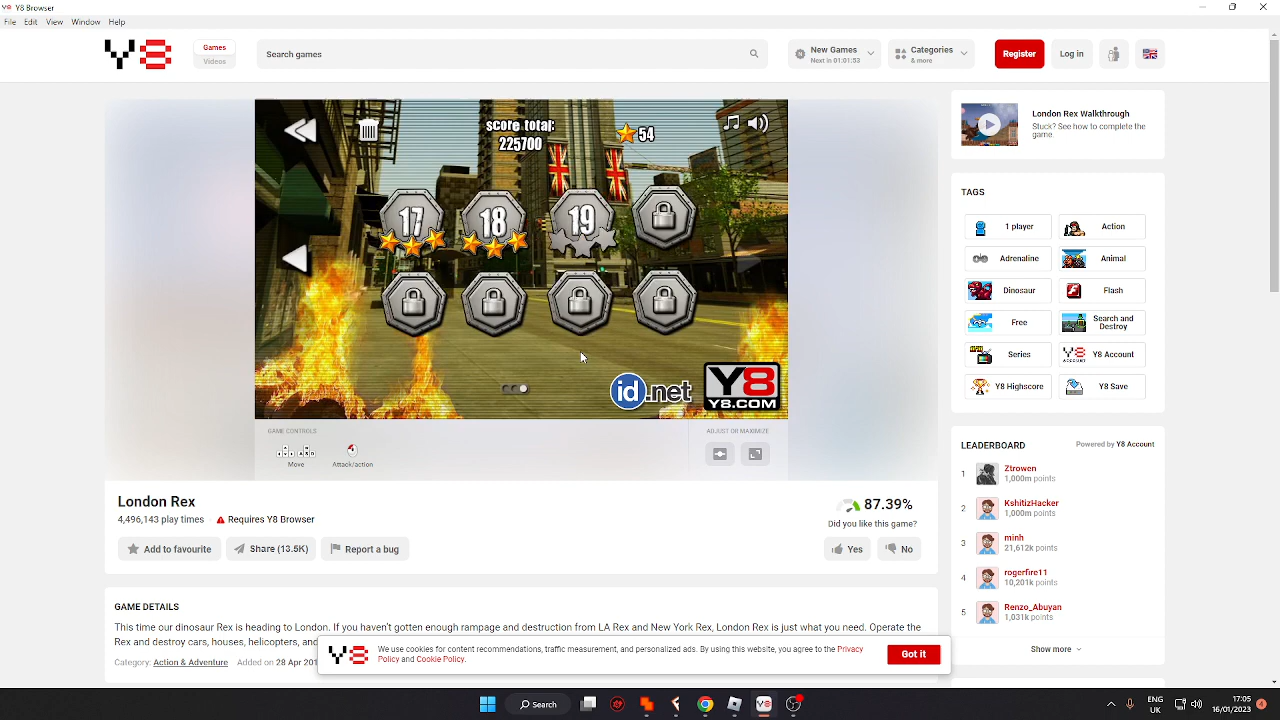 Y8 Browser
File Edit View Window Help
Y8
Games
Videos
Search games
New Games
Next in 01:01:53
Categories
& more
Register
Log in
score total:
225700
54
17
18
19
id.net
Y8
Y8.COM
GAME CONTROLS
Move
Attack/action
ADJUST OR MAXIMIZE
London Rex
4,496,143 play times
Requires Y8 Browser
87.39%
Did you like this game?
Add to favourite
Share (13.5K)
Report a bug
Yes
No
GAME DETAILS
This time our dinosaur Rex is heading to London. If you haven't gotten enough rampage and destruction from LA Rex and New York Rex, London Rex is just what you need. Operate the
Rex and destroy cars, houses, helicopters, and
Category: Action & Adventure Added on 28 Apr 201
London Rex Walkthrough
Stuck? See how to complete the
game.
TAGS
1 player
Action
Adrenaline
Animal
Dinosaur
Flash
Free
Search and
Destroy
Series
Y8 Account
Y8 Highscore
Y8 Save
LEADERBOARD
Powered by Y8 Account
1 Ztrowen
1,000m points
2 KshitizHacker
1,000m points
3 minh
21,612k points
4 rogerfire11
10,201k points
5 Renzo_Abuyan
1,031k points
Show more
Y8
We use cookies for content recommendations, traffic measurement, and personalized ads. By using this website, you agree to the Privacy
Policy and Cookie Policy.
Got it
Search
ENG
UK
17:05
16/01/2023
4